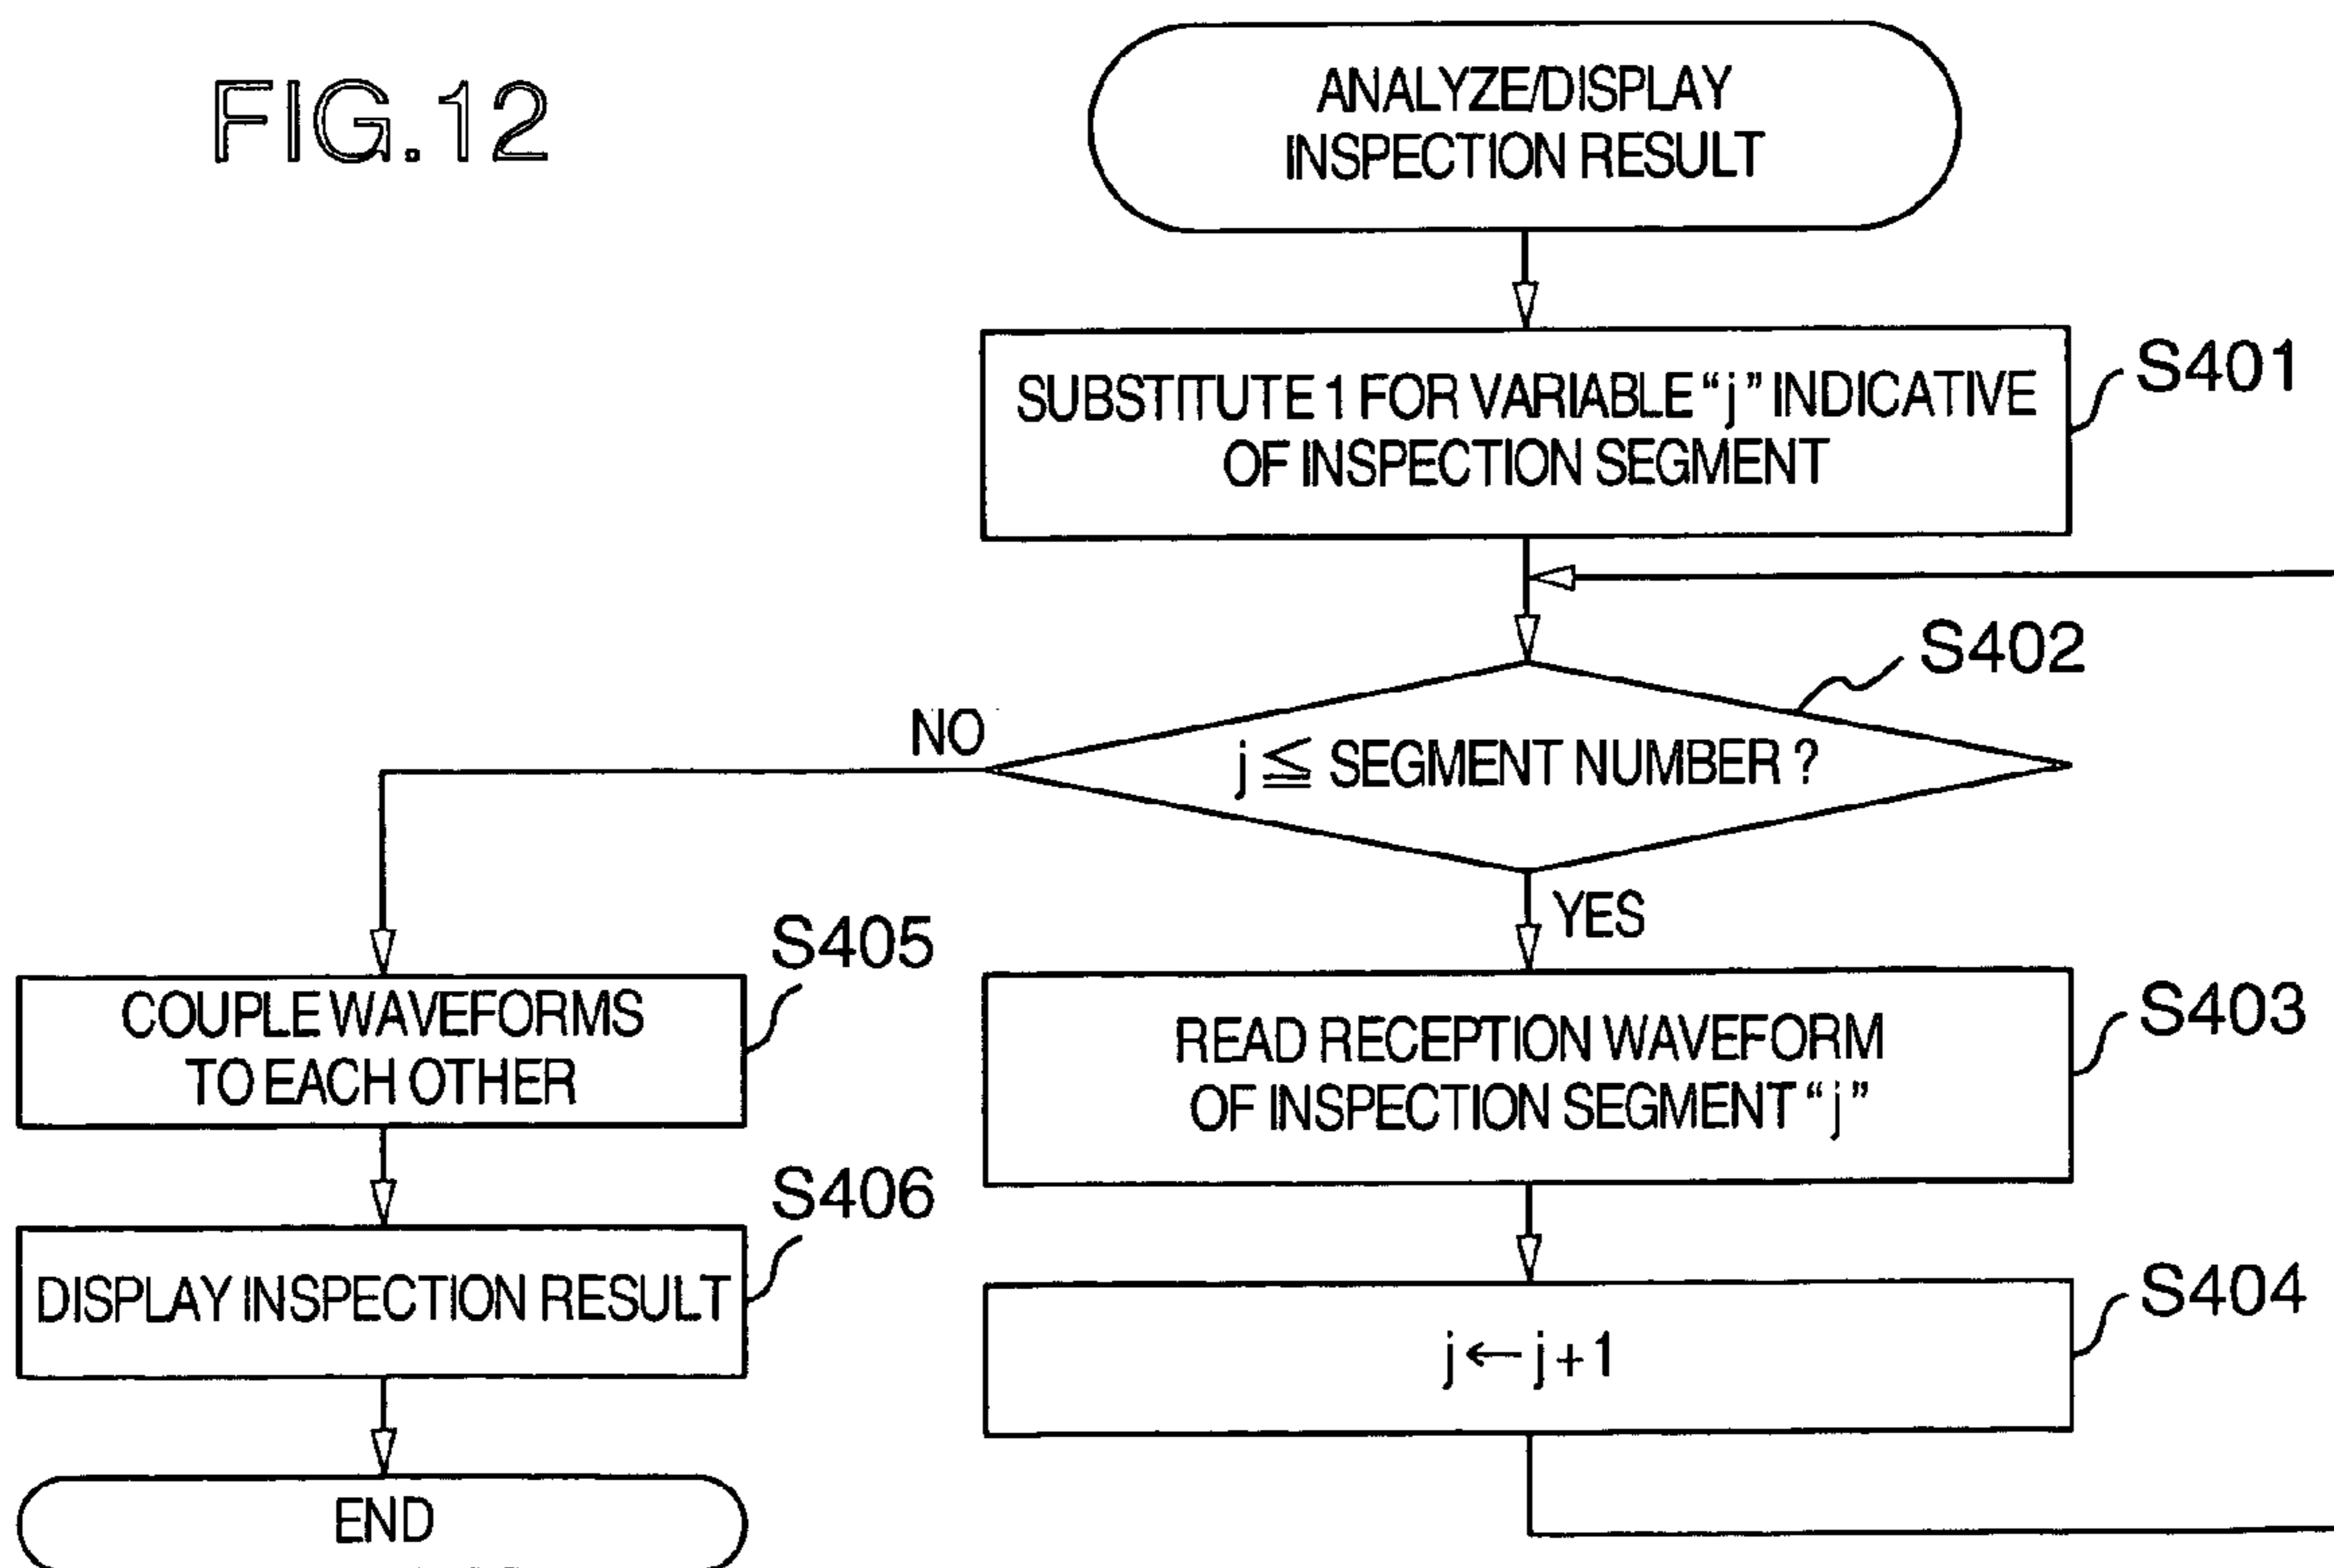 FIG.12
ANALYZE/DISPLAY
INSPECTION RESULT
SUBSTITUTE 1 FOR VARIABLE “j” INDICATIVE
OF INSPECTION SEGMENT
S401
S402
j ≦ SEGMENT NUMBER ?
NO
YES
READ RECEPTION WAVEFORM
OF INSPECTION SEGMENT “j”
S403
j ← j + 1
S404
COUPLE WAVEFORMS
TO EACH OTHER
S405
DISPLAY INSPECTION RESULT
S406
END